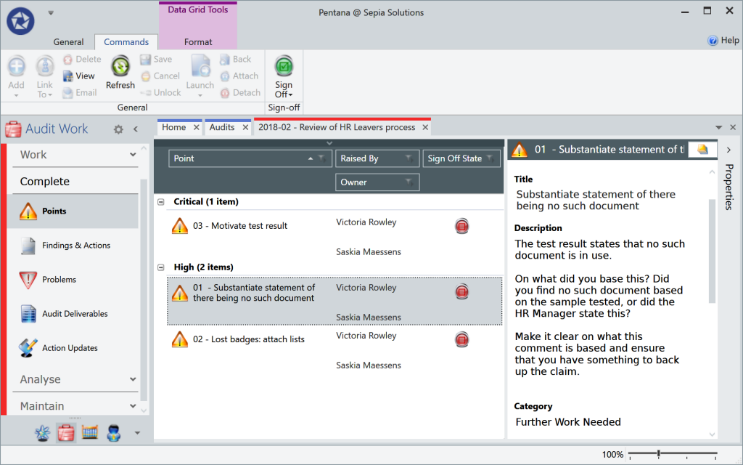 Data Grid Tools
Pentana @ Sepia Solutions
General
Commands
Format
Help
Add
Link To
Delete
View
Email
Refresh
Save
Cancel
Unlock
Launch
Back
Attach
Detach
Sign Off
General
Sign-off
Audit Work
Home
Audits
2018-02 - Review of HR Leavers process
Work
Complete
Points
Findings & Actions
Problems
Audit Deliverables
Action Updates
Analyse
Maintain
Point
Raised By
Sign Off State
Owner
Critical (1 item)
03 - Motivate test result
Victoria Rowley
Saskia Maessens
High (2 items)
01 - Substantiate statement of
there being no such document
Victoria Rowley
Saskia Maessens
02 - Lost badges: attach lists
Victoria Rowley
Saskia Maessens
01 - Substantiate statement of tl
Title
Substantiate statement of there
being no such document
Description
The test result states that no such
document is in use.
On what did you base this? Did
you find no such document based
on the sample tested, or did the
HR Manager state this?
Make it clear on what this
comment is based and ensure
that you have something to back
up the claim.
Category
Further Work Needed
Properties
100%